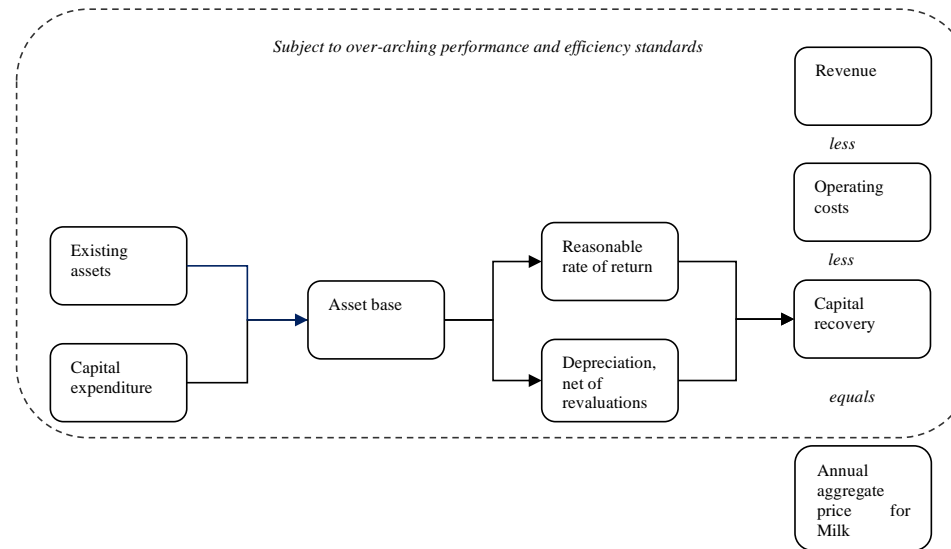 Subject to over-arching performance and efficiency standards
Revenue
less
Operating
costs
less
Existing
assets
Capital
expenditure
Asset base
Reasonable
rate of return
Depreciation,
net of
revaluations
Capital
recovery
equals
Annual
aggregate
price for
Milk